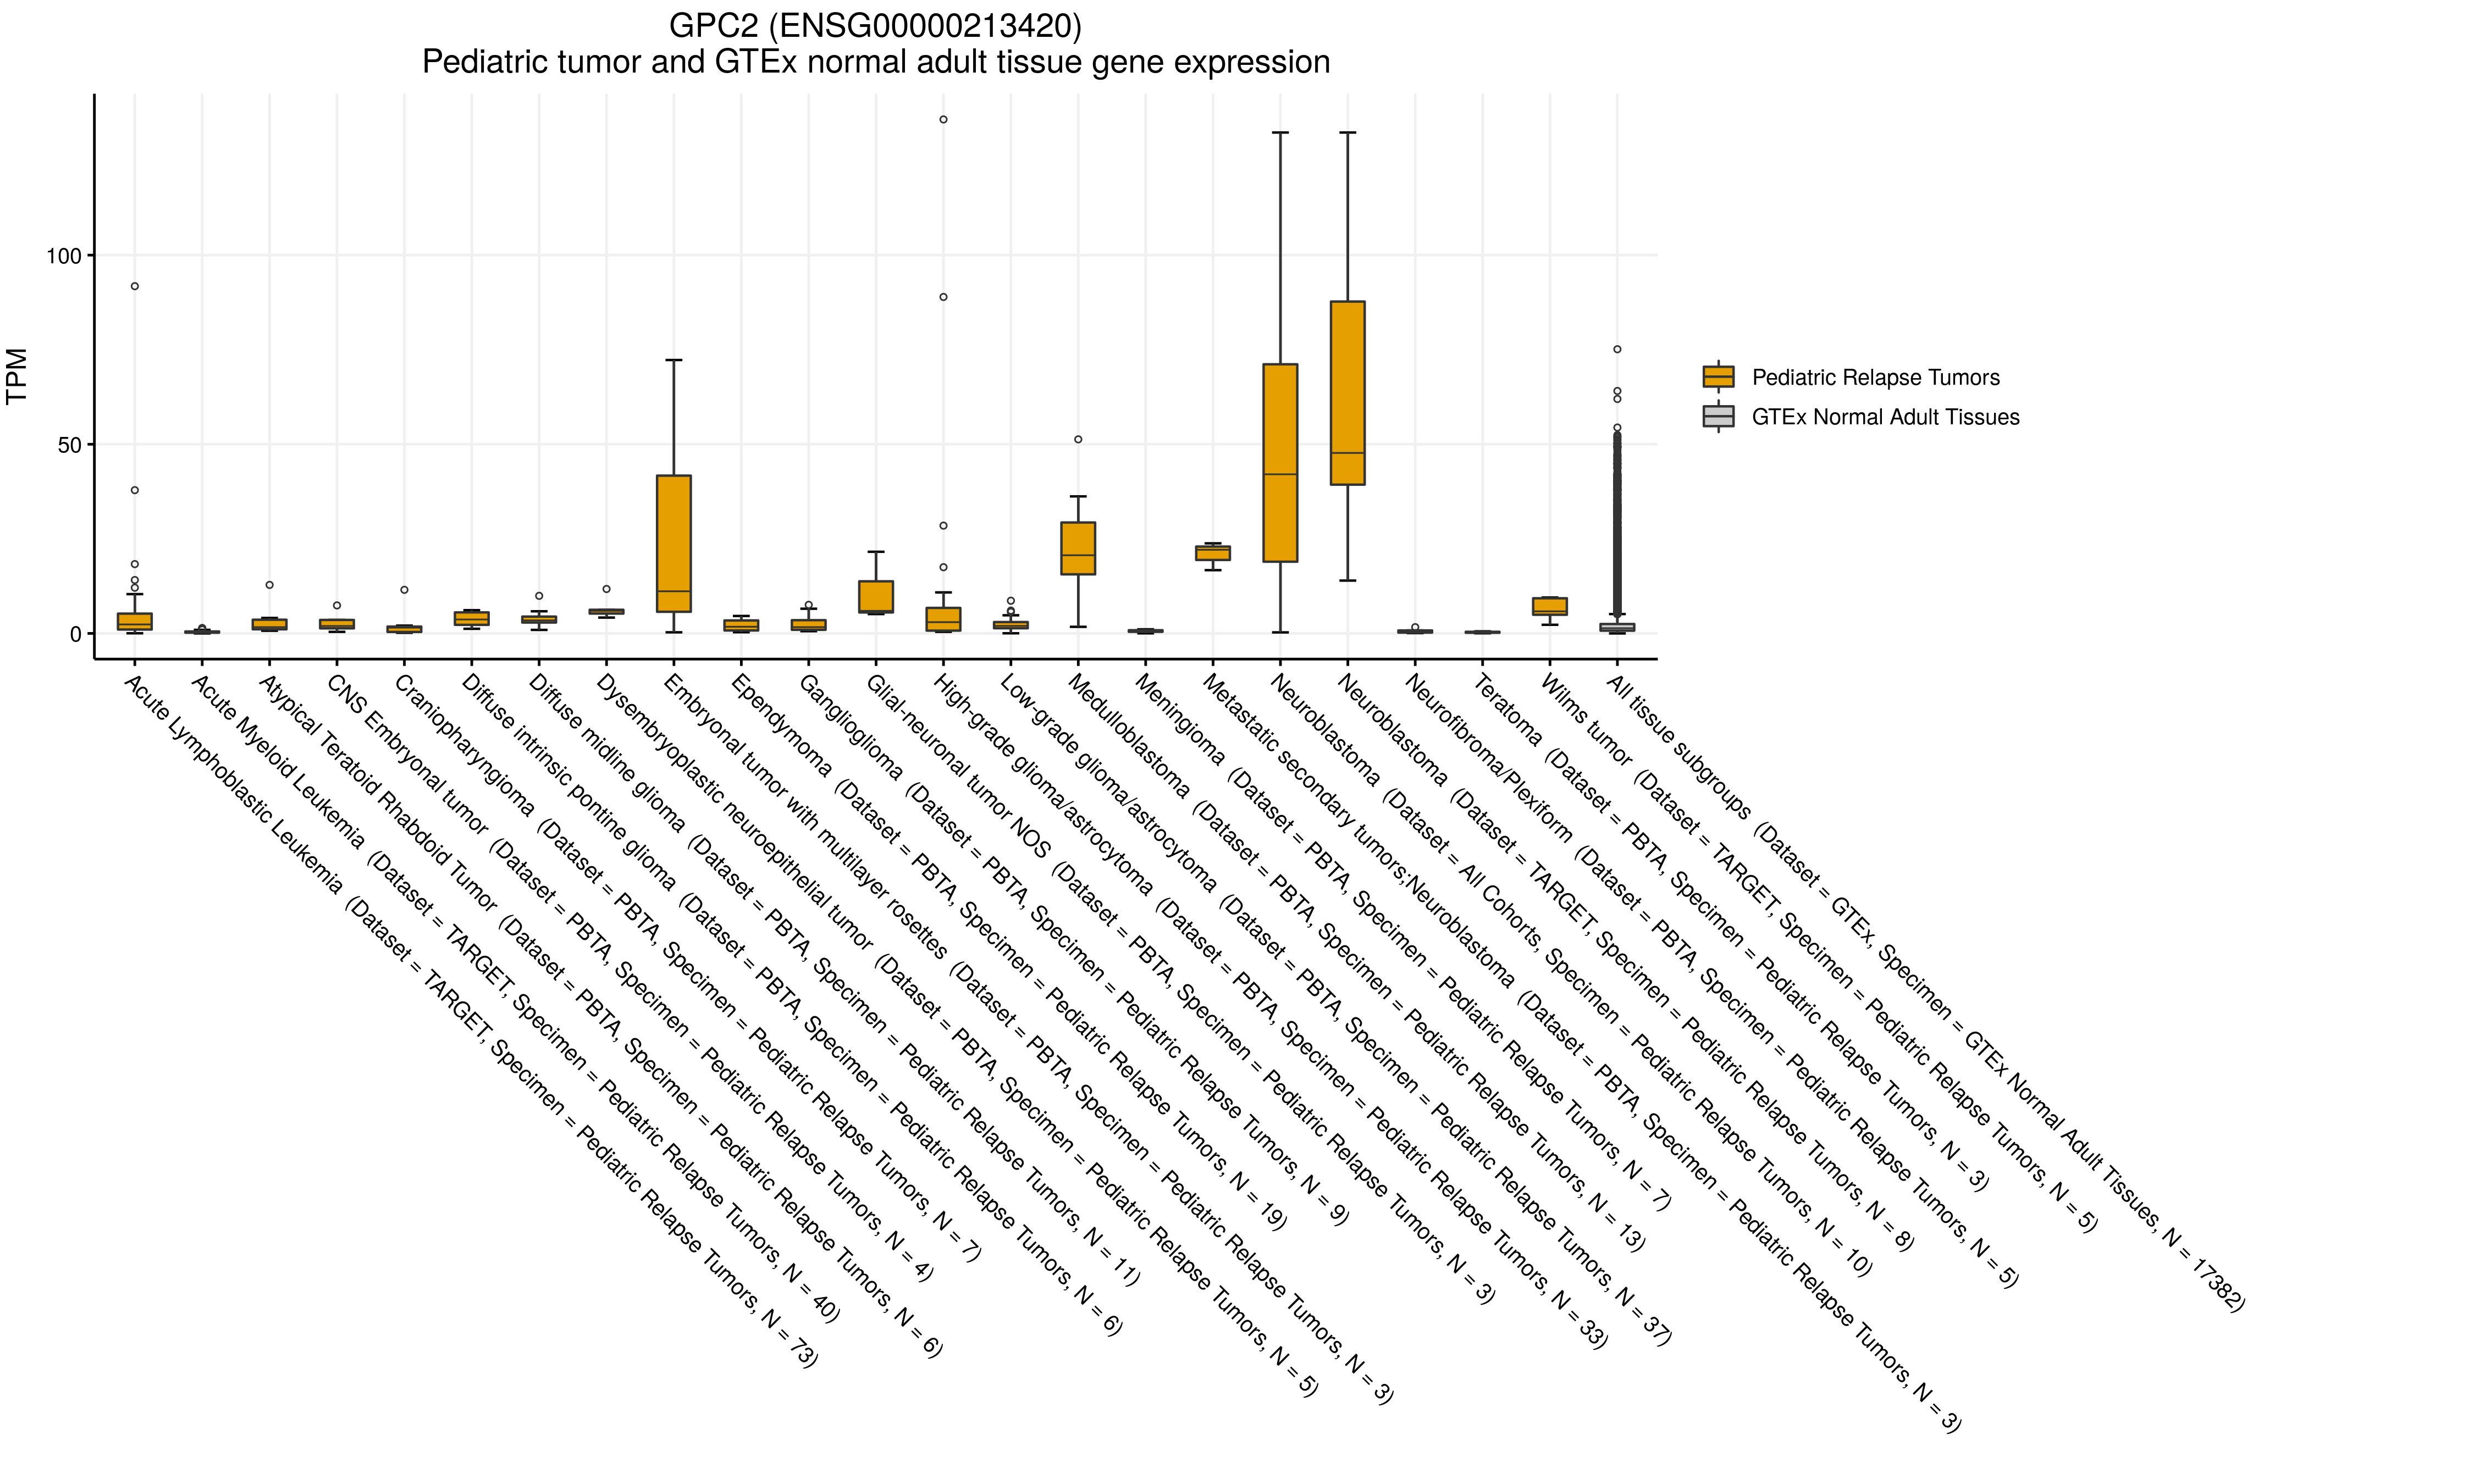 GPC2 (ENSG00000213420)
Pediatric tumor and GTEx normal adult tissue gene expression
TPM
100
50
0
Pediatric Relapse Tumors
GTEx Normal Adult Tissues
Acute Lymphoblastic Leukemia (Dataset = TARGET, Specimen = Pediatric Relapse Tumors, N = 73)
Acute Myeloid Leukemia (Dataset = TARGET, Specimen = Pediatric Relapse Tumors, N = 40)
Atypical Teratoid Rhabdoid Tumor (Dataset = PBTA, Specimen = Pediatric Relapse Tumors, N = 6)
CNS Embryonal tumor (Dataset = PBTA, Specimen = Pediatric Relapse Tumors, N = 4)
Craniopharyngioma (Dataset = PBTA, Specimen = Pediatric Relapse Tumors, N = 7)
Diffuse intrinsic pontine glioma (Dataset = PBTA, Specimen = Pediatric Relapse Tumors, N = 6)
Diffuse midline glioma (Dataset = PBTA, Specimen = Pediatric Relapse Tumors, N = 11)
Dysembryoplastic neuroepithelial tumor (Dataset = PBTA, Specimen = Pediatric Relapse Tumors, N = 5)
Embryonal tumor with multilayer rosettes (Dataset = PBTA, Specimen = Pediatric Relapse Tumors, N = 3)
Ependymoma (Dataset = PBTA, Specimen = Pediatric Relapse Tumors, N = 19)
Ganglioglioma (Dataset = PBTA, Specimen = Pediatric Relapse Tumors, N = 9)
Glial-neuronal tumor NOS (Dataset = PBTA, Specimen = Pediatric Relapse Tumors, N = 3)
High-grade glioma/astrocytoma (Dataset = PBTA, Specimen = Pediatric Relapse Tumors, N = 33)
Low-grade glioma/astrocytoma (Dataset = PBTA, Specimen = Pediatric Relapse Tumors, N = 37)
Medulloblastoma (Dataset = PBTA, Specimen = Pediatric Relapse Tumors, N = 13)
Meningioma (Dataset = PBTA, Specimen = Pediatric Relapse Tumors, N = 7)
Metastatic secondary tumors;Neuroblastoma (Dataset = PBTA, Specimen = Pediatric Relapse Tumors, N = 3)
Neuroblastoma (Dataset = All Cohorts, Specimen = Pediatric Relapse Tumors, N = 10)
Neuroblastoma (Dataset = TARGET, Specimen = Pediatric Relapse Tumors, N = 8)
Neurofibroma/Plexiform (Dataset = PBTA, Specimen = Pediatric Relapse Tumors, N = 5)
Teratoma (Dataset = PBTA, Specimen = Pediatric Relapse Tumors, N = 3)
Wilms tumor (Dataset = TARGET, Specimen = Pediatric Relapse Tumors, N = 5)
All tissue subgroups (Dataset = GTEx, Specimen = GTEx Normal Adult Tissues, N = 17382)